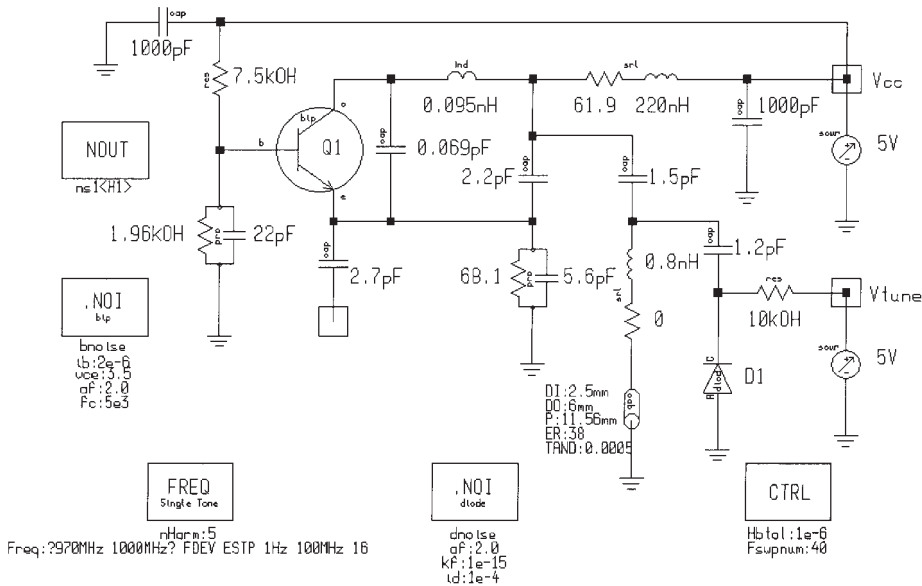 cap
1000pF
res
7.5kOH
ind
0.095nH
srl
61.9 220nH
cap
1000pF
Vcc
sour
5V
NOUT
ns1<H1>
b
bip
c
e
Q1
cap
0.069pF
2.2pF
cap
cap
1.5pF
1.96kOH
prc
22pF
cap
2.7pF
68.1
prc
5.6pF
0.8nH
srl
0
cap
1.2pF
res
10kOH
Vtune
sour
5V
.NOI
bip
bnoise
ib:2e-6
vce:3.5
af:2.0
fc:5e3
DI:2.5mm
DO:6mm
P:11.56mm
ER:38
TAND:0.0005
C
diod
A
D1
FREQ
Single Tone
nHarm:5
Freq:?970MHz 1000MHz? FDEV ESTP 1Hz 100MHz 16
.NOI
diode
dnoise
af:2.0
kf:1e-15
id:1e-4
CTRL
Hbtol:1e-6
Fswpnum:40